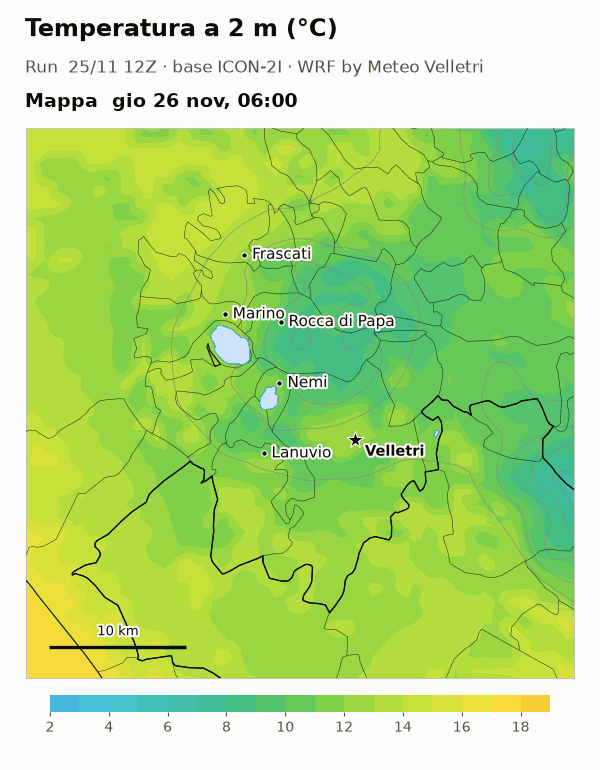 Temperatura a 2 m (°C)
Run  25/11 12Z · base ICON-2I · WRF by Meteo Velletri
Mappa  gio 26 nov, 06:00
Frascati
Marino
Rocca di Papa
Nemi
Velletri
Lanuvio
10 km
2 4 6 8 10 12 14 16 18